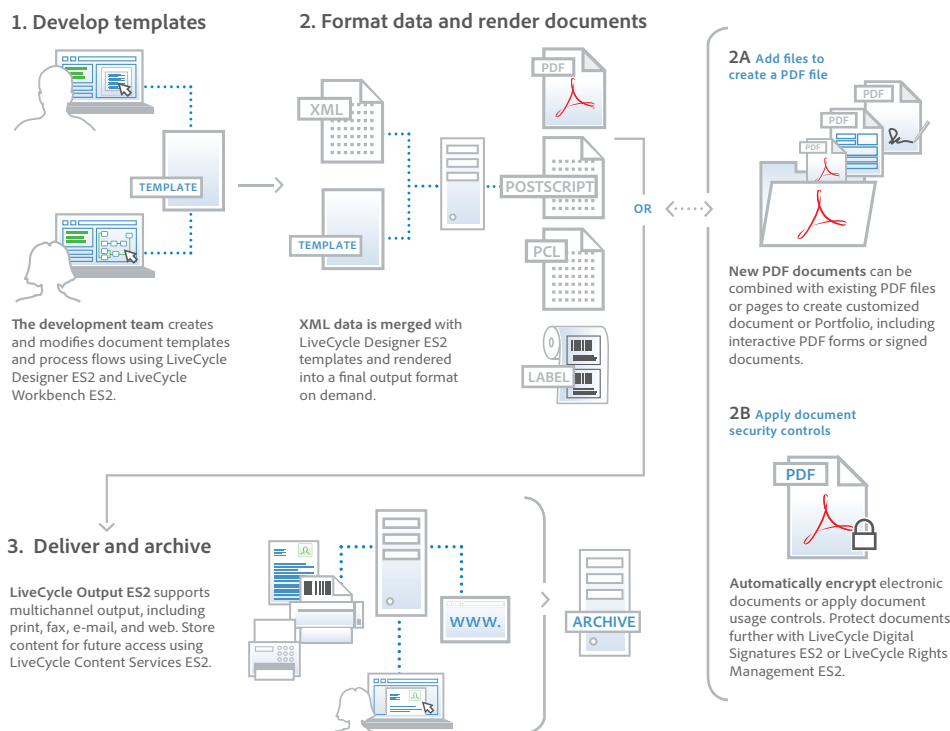 1. Develop templates
TEMPLATE
The development team creates
and modifies document templates
and process flows using LiveCycle
Designer ES2 and LiveCycle
Workbench ES2.
2. Format data and render documents
XML
TEMPLATE
PDF
POSTSCRIPT
PCL
LABEL
XML data is merged with
LiveCycle Designer ES2
templates and rendered
into a final output format
on demand.
OR
2A Add files to
create a PDF file
PDF
PDF
PDF
New PDF documents can be
combined with existing PDF files
or pages to create customized
document or Portfolio, including
interactive PDF forms or signed
documents.
2B Apply document
security controls
PDF
Automatically encrypt electronic
documents or apply document
usage controls. Protect documents
further with LiveCycle Digital
Signatures ES2 or LiveCycle Rights
Management ES2.
3. Deliver and archive
LiveCycle Output ES2 supports
multichannel output, including
print, fax, e-mail, and web. Store
content for future access using
LiveCycle Content Services ES2.
WWW.
ARCHIVE